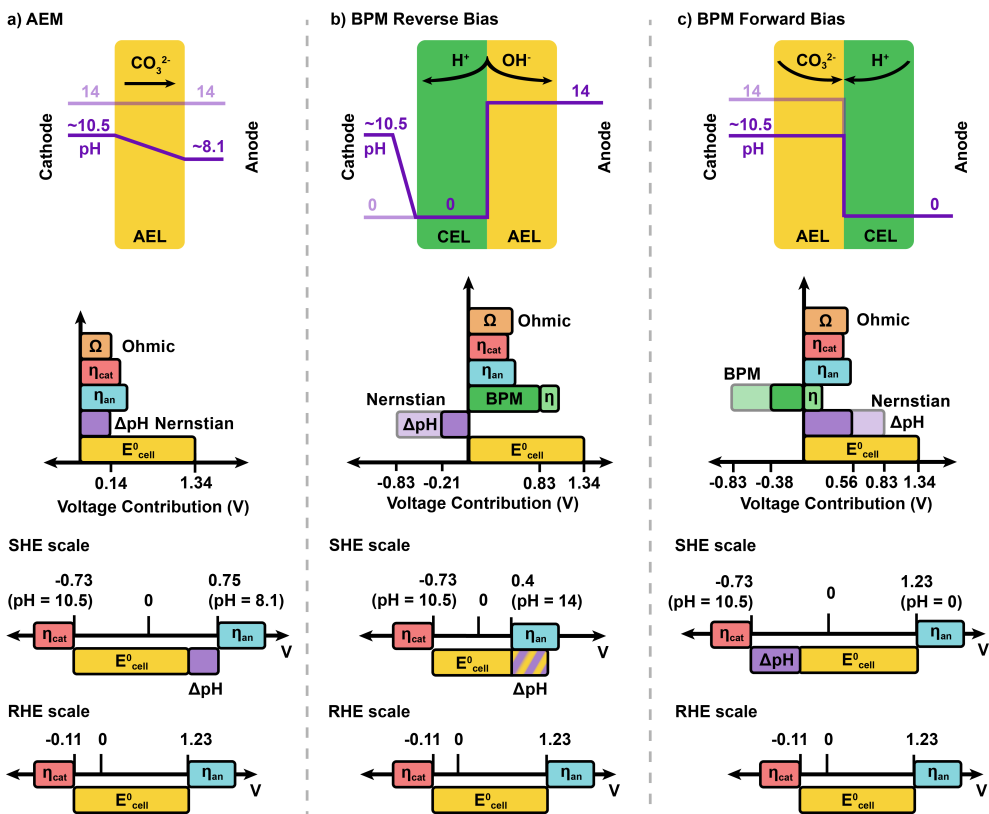 a) AEM
CO₃²⁻
14
14
~10.5
pH
~8.1
Cathode
Anode
AEL
Ω
Ohmic
ηcat
ηan
ΔpH Nernstian
E⁰cell
0.14
1.34
Voltage Contribution (V)
SHE scale
-0.73
(pH = 10.5)
0
0.75
(pH = 8.1)
ηcat
ηan
V
E⁰cell
ΔpH
RHE scale
-0.11
0
1.23
ηcat
ηan
V
E⁰cell
b) BPM Reverse Bias
H⁺
OH⁻
14
~10.5
pH
0
0
Cathode
Anode
CEL
AEL
Ω
Ohmic
ηcat
ηan
BPM
η
Nernstian
ΔpH
E⁰cell
-0.83
-0.21
0.83
1.34
Voltage Contribution (V)
SHE scale
-0.73
(pH = 10.5)
0
0.4
(pH = 14)
ηcat
ηan
V
E⁰cell
ΔpH
RHE scale
-0.11
0
1.23
ηcat
ηan
V
E⁰cell
c) BPM Forward Bias
CO₃²⁻
H⁺
14
~10.5
pH
0
Cathode
Anode
AEL
CEL
Ω
Ohmic
ηcat
ηan
BPM
η
Nernstian
ΔpH
E⁰cell
-0.83
-0.38
0.56
0.83
1.34
Voltage Contribution (V)
SHE scale
-0.73
(pH = 10.5)
0
1.23
(pH = 0)
ηcat
ηan
V
ΔpH
E⁰cell
RHE scale
-0.11
0
1.23
ηcat
ηan
V
E⁰cell